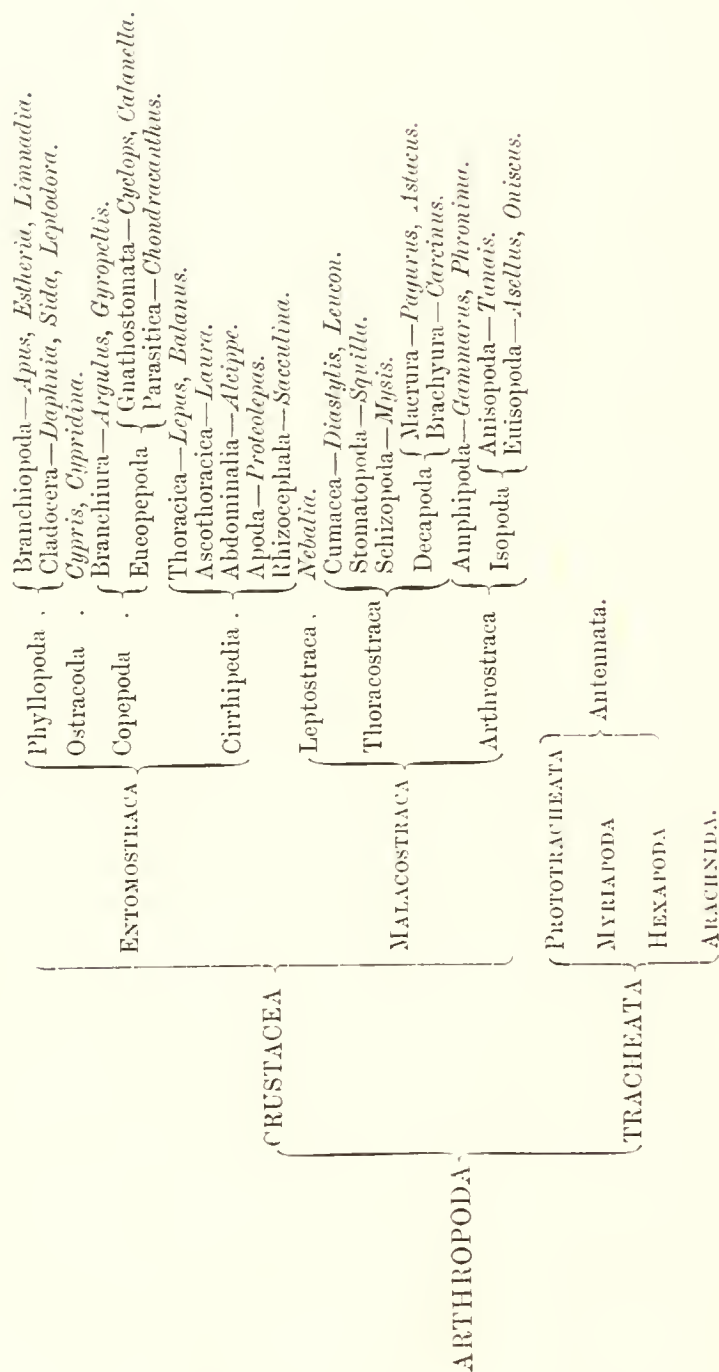 ARTHROPODA
CRUSTACEA
ENTOMOSTRACA
Phyllopoda .
Branchiopoda—Apus, Estheria, Limnadia.
Cladocera—Daphnia, Sida, Leptodora.
Ostracoda . Cypris, Cypridina.
Copepoda .
Branchiura—Argulus, Gyropeltis.
Eucopepoda
Gnathostomata—Cyclops, Calanella.
Parasitica—Chondracanthus.
Cirrhipedia .
Thoracica—Lepas, Balanus.
Ascothoracica—Laura.
Abdominalia—Alcippe.
Apoda—Proteolepas.
Rhizocephala—Sacculina.
MALACOSTRACA
Leptostraca . Nebalia.
Thoracostraca
Cumacea—Diastylis, Leucon.
Stomatopoda—Squilla.
Schizopoda—Mysis.
Decapoda
Macrura—Pagurus, Astacus.
Brachyura—Carcinus.
Arthrostraca
Amphipoda—Gammarus, Phronima.
Isopoda
Anisopoda—Tanais.
Euisopoda—Asellus, Oniscus.
TRACHEATA
PROTOTRACHEATA
MYRIAPODA
HEXAPODA
Antennata.
ARACHNIDA.